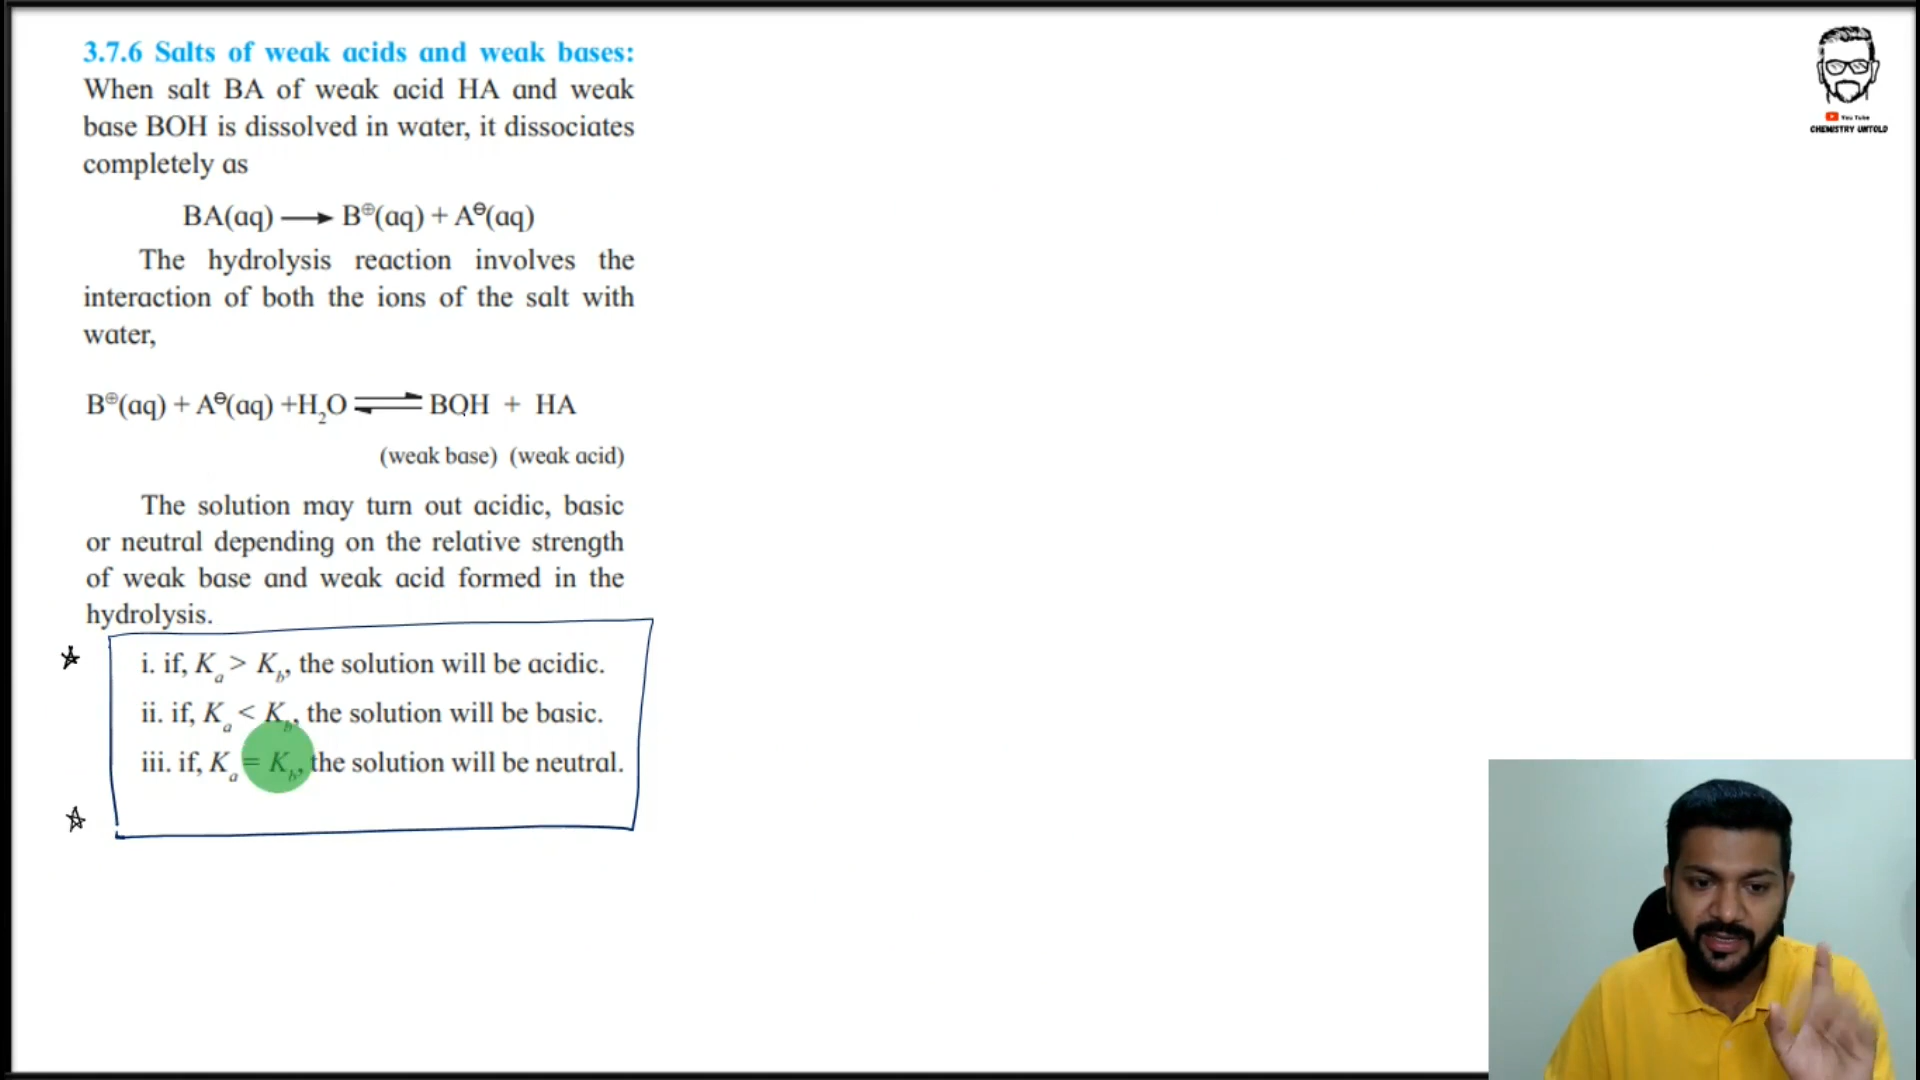 3.7.6 Salts of weak acids and weak bases:
When salt BA of weak acid HA and weak
base BOH is dissolved in water, it dissociates
completely as
BA(aq) ⟶ B⊕(aq) + A⊖(aq)
The hydrolysis reaction involves the
interaction of both the ions of the salt with
water,
B⊕(aq) + A⊖(aq) +H₂O ⇌ BOH + HA
(weak base) (weak acid)
The solution may turn out acidic, basic
or neutral depending on the relative strength
of weak base and weak acid formed in the
hydrolysis.
i. if, Kₐ > K_b, the solution will be acidic.
ii. if, Kₐ < K_b, the solution will be basic.
iii. if, Kₐ = K_b, the solution will be neutral.
You Tube
CHEMISTRY UNTOLD